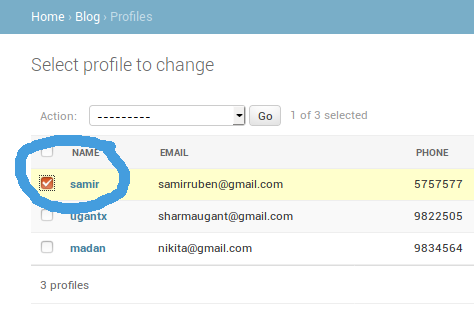 Home › Blog › Profiles
Select profile to change
Action: --------- Go 1 of 3 selected
NAME EMAIL PHONE
samir samirruben@gmail.com 5757577
ugantx sharmaugant@gmail.com 9822505
madan nikita@gmail.com 9834564
3 profiles